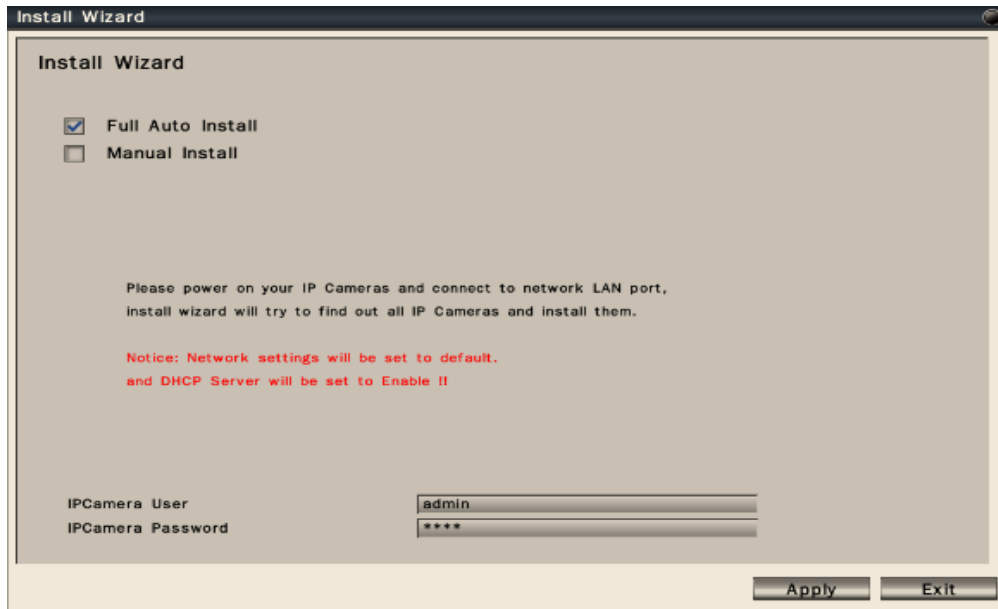 Install Wizard
Install Wizard
Full Auto Install
Manual Install
Please power on your IP Cameras and connect to network LAN port,
install wizard will try to find out all IP Cameras and install them.
Notice: Network settings will be set to default.
and DHCP Server will be set to Enable !!
IPCamera User admin
IPCamera Password ****
Apply Exit